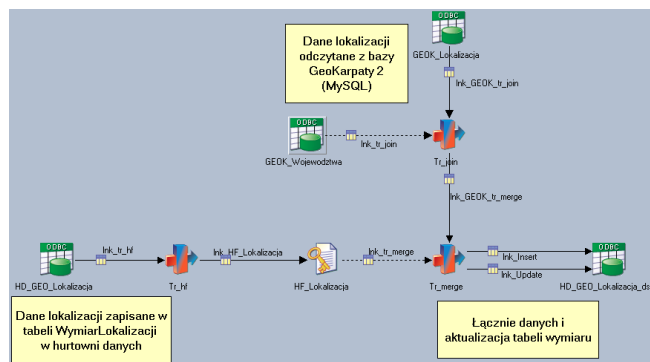 ODBC
GEOK_Lokalizacja
Dane lokalizacji
odczytane z bazy
GeoKarpaty 2
(MySQL)
lnk_GEOK_tr_join
ODBC
GEOK_Wojewodztwa
lnk_tr_join
Tr_join
lnk_GEOK_tr_merge
ODBC
HD_GEO_Lokalizacja
lnk_tr_hf
Tr_hf
lnk_HF_Lokalizacja
HF_Lokalizacja
lnk_tr_merge
Tr_merge
lnk_Insert
lnk_Update
ODBC
HD_GEO_Lokalizacja_ds
Dane lokalizacji zapisane w
tabeli WymiarLokalizacji
w hurtowni danych
Łącznie danych i
aktualizacja tabeli wymiaru